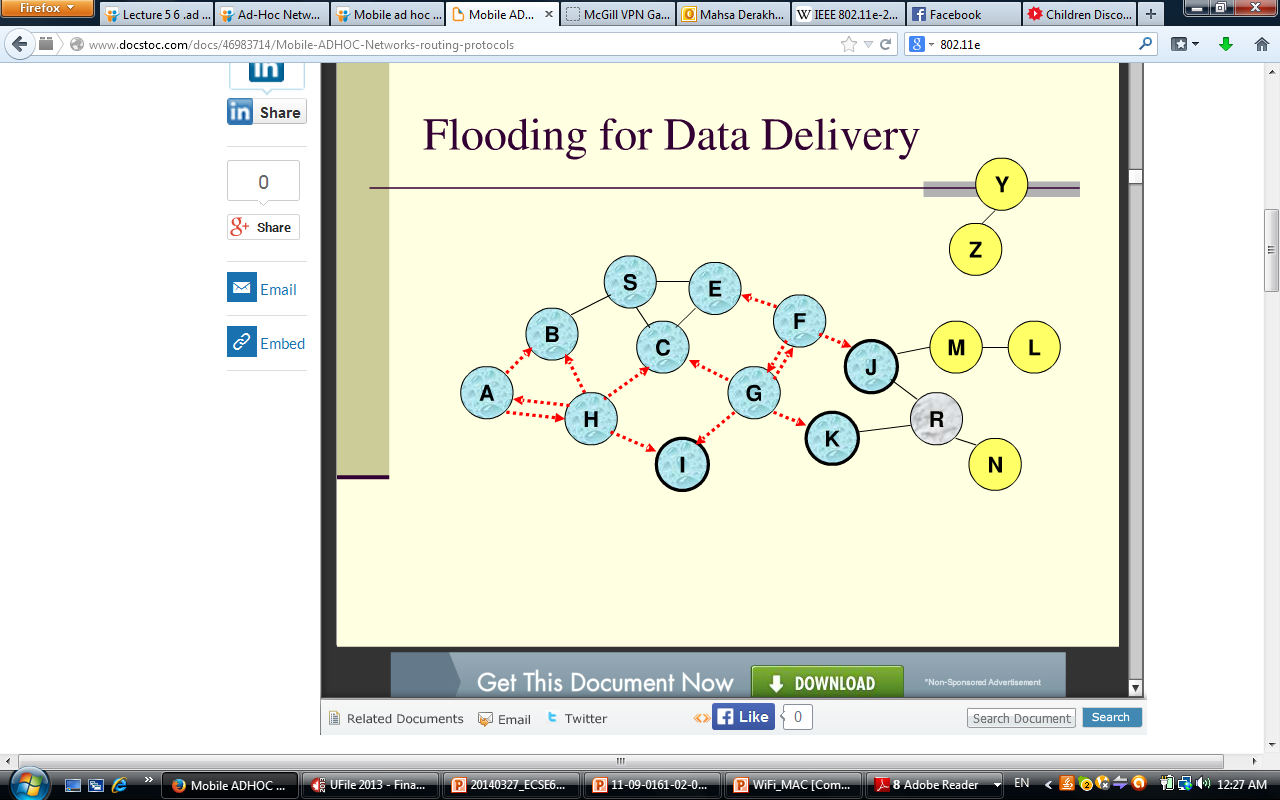 Firefox
Lecture 5 6 .ad ...
Ad-Hoc Netw...
Mobile ad hoc ...
Mobile AD...
McGill VPN Ga...
Mahsa Derakh...
IEEE 802.11e-2...
Facebook
Children Disco...
www.docstoc.com/docs/46983714/Mobile-ADHOC-Networks-routing-protocols
802.11e
in
in Share
0
g+ Share
Email
Embed
Flooding for Data Delivery
Y
Z
S
E
F
B
C
M
L
J
A
G
H
R
K
I
N
Get This Document Now
DOWNLOAD
*Non-Sponsored Advertisement
Related Documents
Email
Twitter
Like
0
Search Document
Search
Mobile ADHOC ...
UFile 2013 - Fina...
20140327_ECSE6...
11-09-0161-02-0...
WiFi_MAC [Com...
8 Adobe Reader
EN
12:27 AM